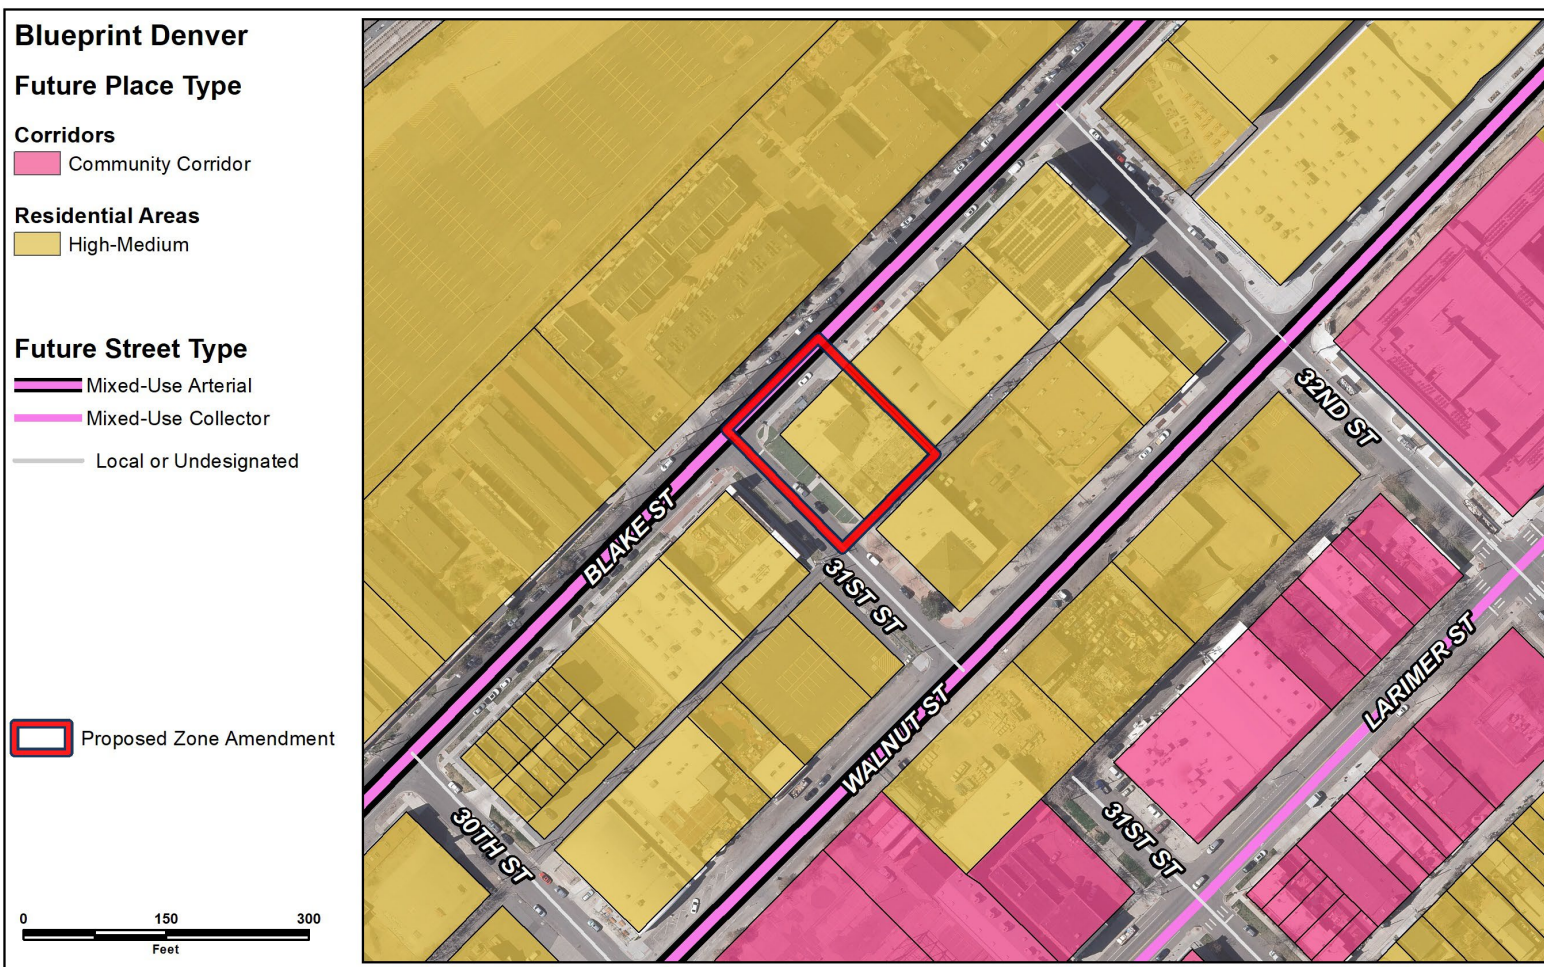 Blueprint Denver
Future Place Type
Corridors
Community Corridor
Residential Areas
High-Medium
Future Street Type
Mixed-Use Arterial
Mixed-Use Collector
Local or Undesignated
Proposed Zone Amendment
0 150 300
Feet
32ND ST
BLAKE ST
31ST ST
LARIMER ST
WALNUT ST
30TH ST
31ST ST